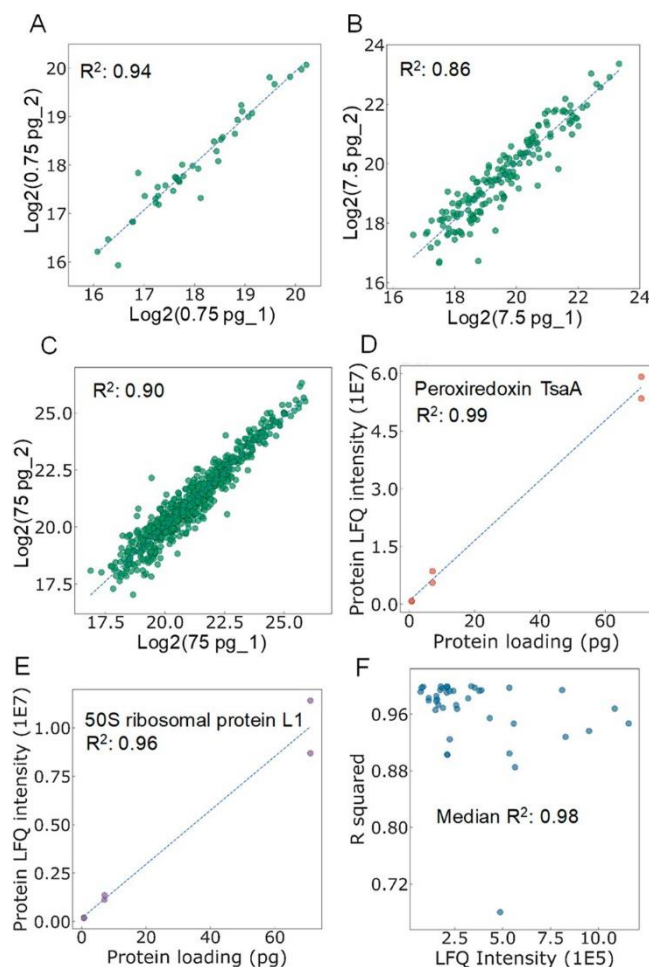 A
R²: 0.94
20
19
18
17
16
Log2(0.75 pg_2)
16 17 18 19 20
Log2(0.75 pg_1)
B
R²: 0.86
24
22
20
18
16
Log2(7.5 pg_2)
16 18 20 22 24
Log2(7.5 pg_1)
C
R²: 0.90
25.0
22.5
20.0
17.5
Log2(75 pg_2)
17.5 20.0 22.5 25.0
Log2(75 pg_1)
D
Peroxiredoxin TsaA
R²: 0.99
6.0
4.5
3.0
1.5
0.0
Protein LFQ intensity (1E7)
0 20 40 60
Protein loading (pg)
E
50S ribosomal protein L1
R²: 0.96
1.00
0.75
0.50
0.25
0.00
Protein LFQ intensity (1E7)
0 20 40 60
Protein loading (pg)
F
0.96
0.88
0.80
0.72
R squared
Median R²: 0.98
2.5 5.0 7.5 10.0
LFQ Intensity (1E5)